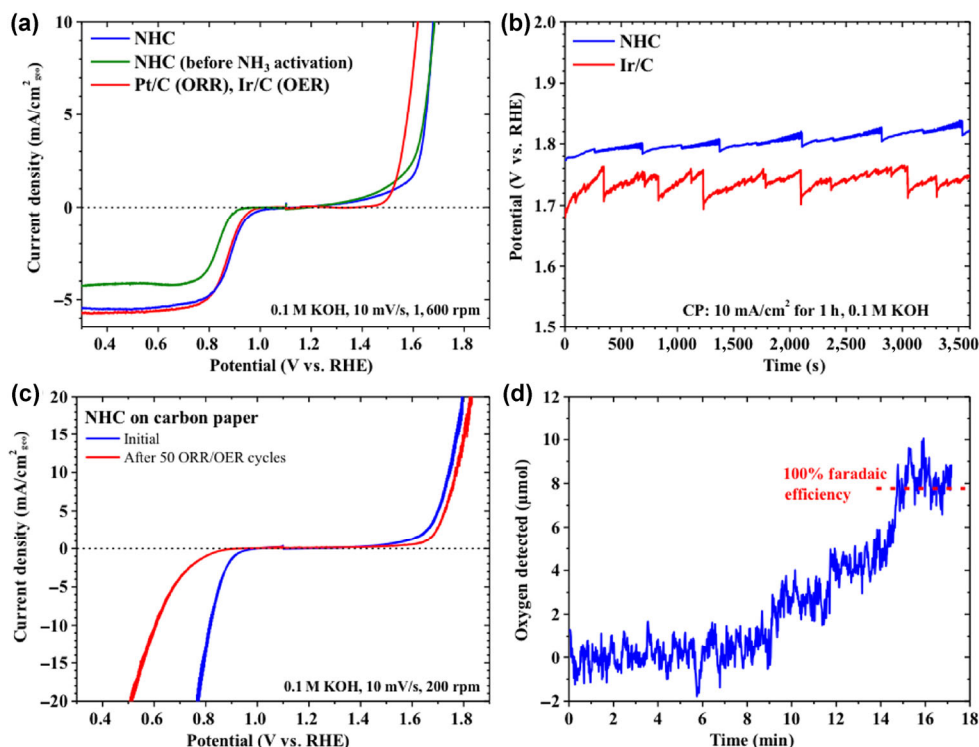 (a)
NHC
NHC (before NH3 activation)
Pt/C (ORR), Ir/C (OER)
10
5
0
−5
Current density (mA/cm²geo)
0.1 M KOH, 10 mV/s, 1,600 rpm
0.4 0.6 0.8 1.0 1.2 1.4 1.6 1.8
Potential (V vs. RHE)
(b)
NHC
Ir/C
2.0
1.9
1.8
1.7
1.6
1.5
Potential (V vs. RHE)
CP: 10 mA/cm² for 1 h, 0.1 M KOH
0 500 1,000 1,500 2,000 2,500 3,000 3,500
Time (s)
(c)
NHC on carbon paper
Initial
After 50 ORR/OER cycles
20
15
10
5
0
−5
−10
−15
−20
Current density (mA/cm²geo)
0.1 M KOH, 10 mV/s, 200 rpm
0.4 0.6 0.8 1.0 1.2 1.4 1.6 1.8
Potential (V vs. RHE)
(d)
12
10
8
6
4
2
0
−2
Oxygen detected (μmol)
100% faradaic
efficiency
0 2 4 6 8 10 12 14 16 18
Time (min)